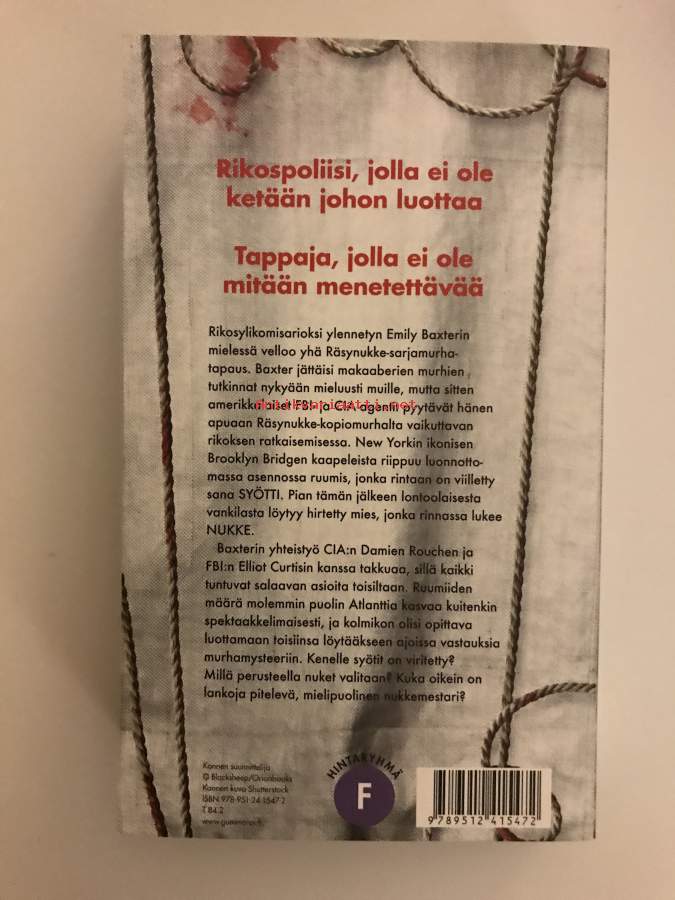 Rikospoliisi, jolla ei ole
ketään johon luottaa
Tappaja, jolla ei ole
mitään menetettävää
Rikosylikomisarioksi ylennetyn Emily Baxterin
mielessä velloo yhä Räsynukke-sarjamurha-
tapaus. Baxter jättäisi makaaberien murhien
tutkinnat nykyään mieluusti muille, mutta sitten
amerikkalaiset FBI- ja CIA-agentit pyytävät hänen
apuaan Räsynukke-kopiomurhalta vaikuttavan
rikoksen ratkaisemisessa. New Yorkin ikonisen
Brooklyn Bridgen kaapeleista riippuu luonnotto-
massa asennossa ruumis, jonka rintaan on viilletty
sana SYÖTTI. Pian tämän jälkeen lontoolaisesta
vankilasta löytyy hirtetty mies, jonka rinnassa lukee
NUKKE.
Baxterin yhteistyö CIA:n Damien Rouchen ja
FBI:n Elliot Curtisin kanssa takkuaa, sillä kaikki
tuntuvat salaavan asioita toisiltaan. Ruumiiden
määrä molemmin puolin Atlanttia kasvaa kuitenkin
spektaakkelimaisesti, ja kolmikon olisi opittava
luottamaan toisiinsa löytääkseen ajoissa vastauksia
murhamysteeriin. Kenelle syötit on viritetty?
Millä perusteella nuket valitaan? Kuka oikein on
lankoja pitelevä, mielipuolinen nukkemestari?
Kannen suunnittelija
© Blacksheep/Orionbooks
Kannen kuva Shutterstock
ISBN 978-951-24-1547-2
T 84.2
HINTARYHMÄ
F
9789512415472